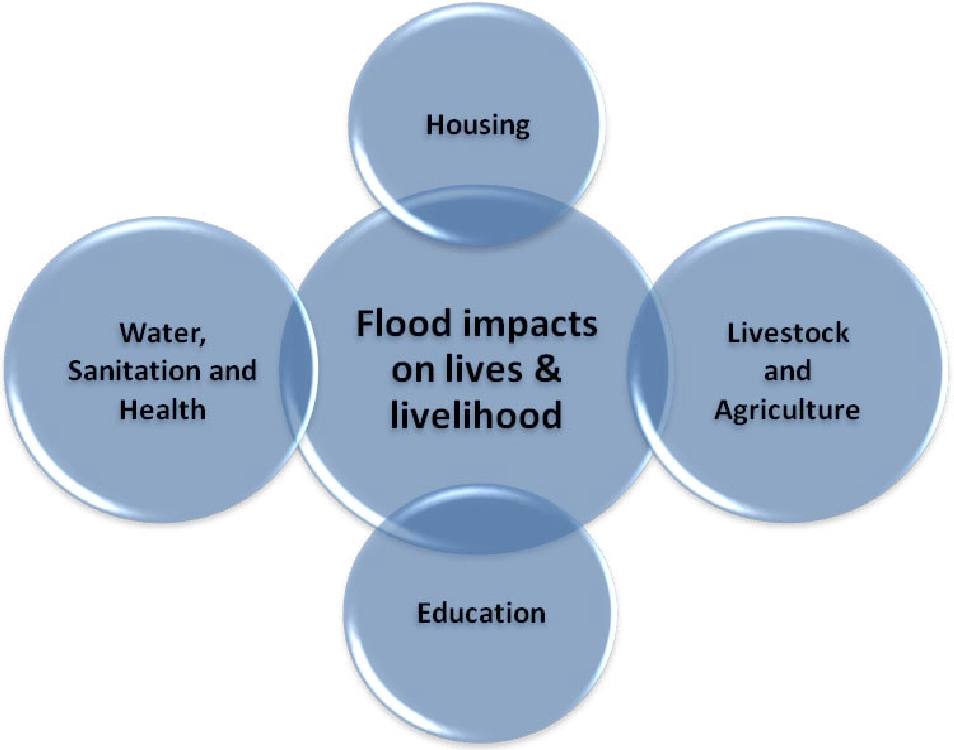 Housing
Water,
Sanitation and
Health
Flood impacts
on lives &
livelihood
Livestock
and
Agriculture
Education